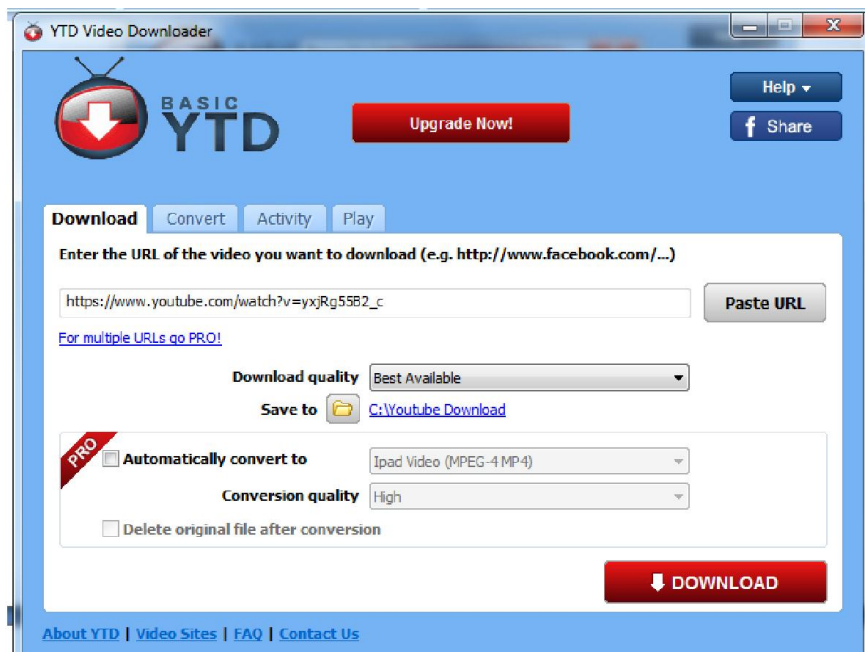 YTD Video Downloader
BASIC
YTD
Upgrade Now!
Help
f Share
Download Convert Activity Play
Enter the URL of the video you want to download (e.g. http://www.facebook.com/...)
https://www.youtube.com/watch?v=yxjRg55B2_c
Paste URL
For multiple URLs go PRO!
Download quality Best Available
Save to C:\Youtube Download
PRO
Automatically convert to Ipad Video (MPEG-4 MP4)
Conversion quality High
Delete original file after conversion
DOWNLOAD
About YTD | Video Sites | FAQ | Contact Us